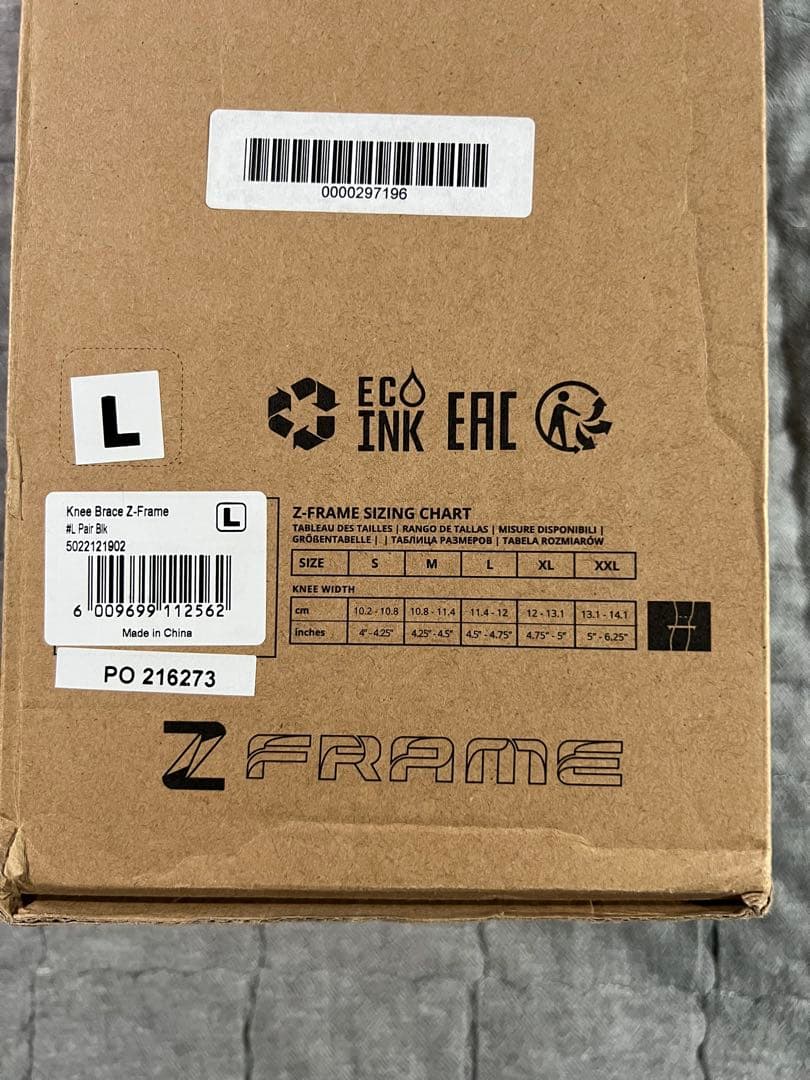 0000297196
L
ECO
INK
EAC
Knee Brace Z-Frame
L
#L Pair Blk
5022121902
6 009699 112562
Made in China
PO 216273
Z-FRAME SIZING CHART
TABLEAU DES TAILLES | RANGO DE TALLAS | MISURE DISPONIBILI |
GRÖßENTABELLE | | ТАБЛИЦА РАЗМЕРОВ | TABELA ROZMIARÓW
SIZE S M L XL XXL
KNEE WIDTH
cm 10.2 - 10.8 10.8 - 11.4 11.4 - 12 12 - 13.1 13.1 - 14.1
inches 4" - 4.25" 4.25" - 4.5" 4.5" - 4.75" 4.75" - 5" 5" - 6.25"
Z FRAME